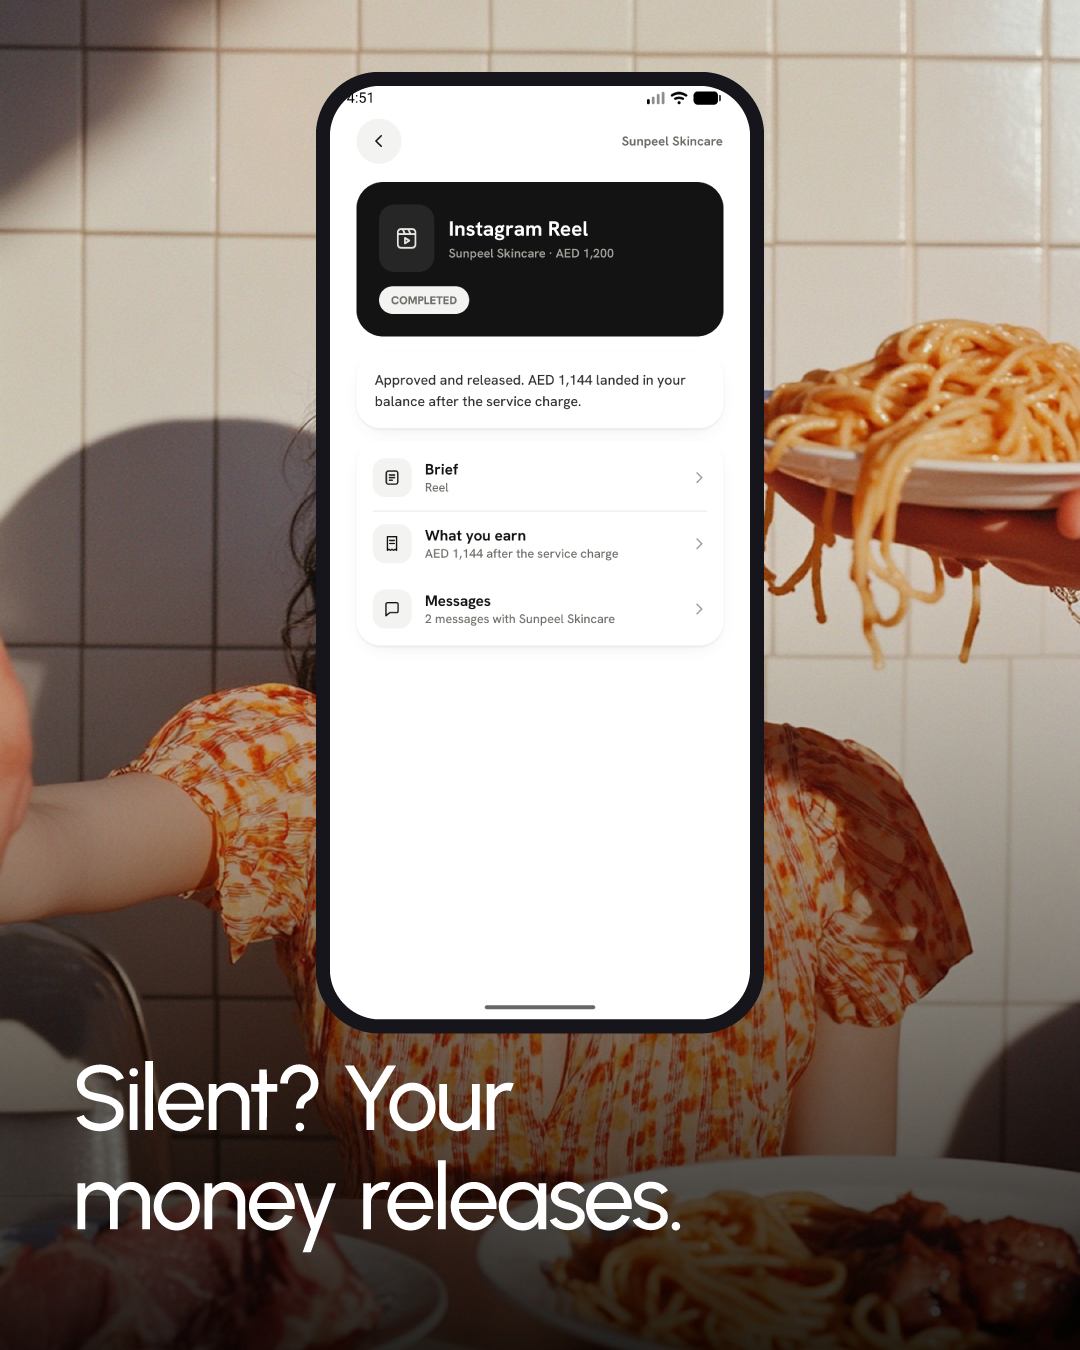 4:51
Sunpeel Skincare
Instagram Reel
Sunpeel Skincare · AED 1,200
COMPLETED
Approved and released. AED 1,144 landed in your
balance after the service charge.
Brief
Reel
What you earn
AED 1,144 after the service charge
Messages
2 messages with Sunpeel Skincare
Silent? Your
money releases.